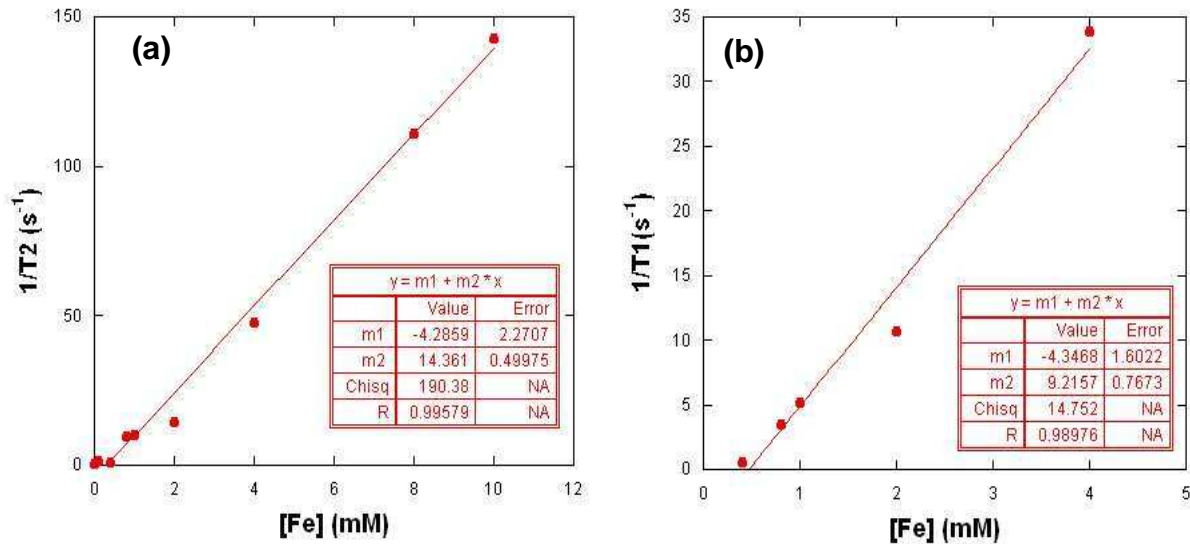 (a)
150
100
50
0
0 2 4 6 8 10 12
1/T2 (s⁻¹)
[Fe] (mM)
y = m1 + m2 * x
Value Error
m1 -4.2859 2.2707
m2 14.361 0.49975
Chisq 190.38 NA
R 0.99579 NA
(b)
35
30
25
20
15
10
5
0
0 1 2 3 4 5
1/T1(s⁻¹)
[Fe] (mM)
y = m1 + m2 * x
Value Error
m1 -4.3468 1.6022
m2 9.2157 0.7673
Chisq 14.752 NA
R 0.98976 NA